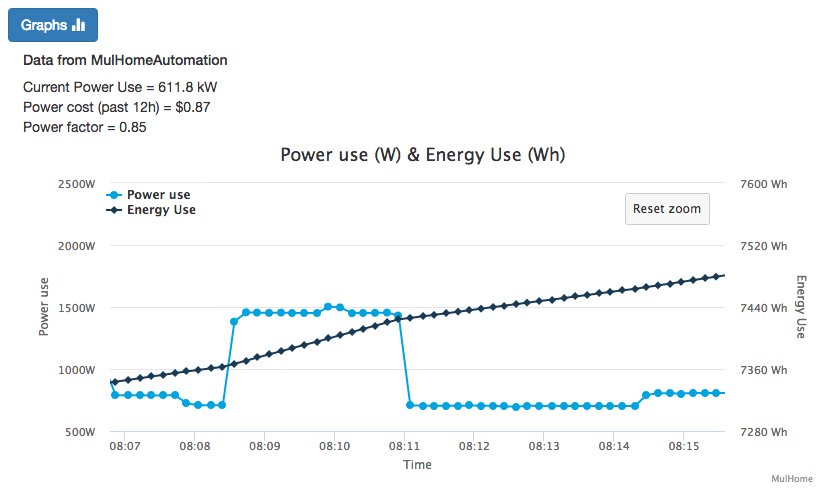 Graphs
Data from MulHomeAutomation
Current Power Use = 611.8 kW
Power cost (past 12h) = $0.87
Power factor = 0.85
Power use (W) & Energy Use (Wh)
2500W
7600 Wh
Power use
Energy Use
Reset zoom
2000W
7520 Wh
Power use
Energy Use
1500W
7440 Wh
1000W
7360 Wh
500W
7280 Wh
08:07 08:08 08:09 08:10 08:11 08:12 08:13 08:14 08:15
Time
MulHome